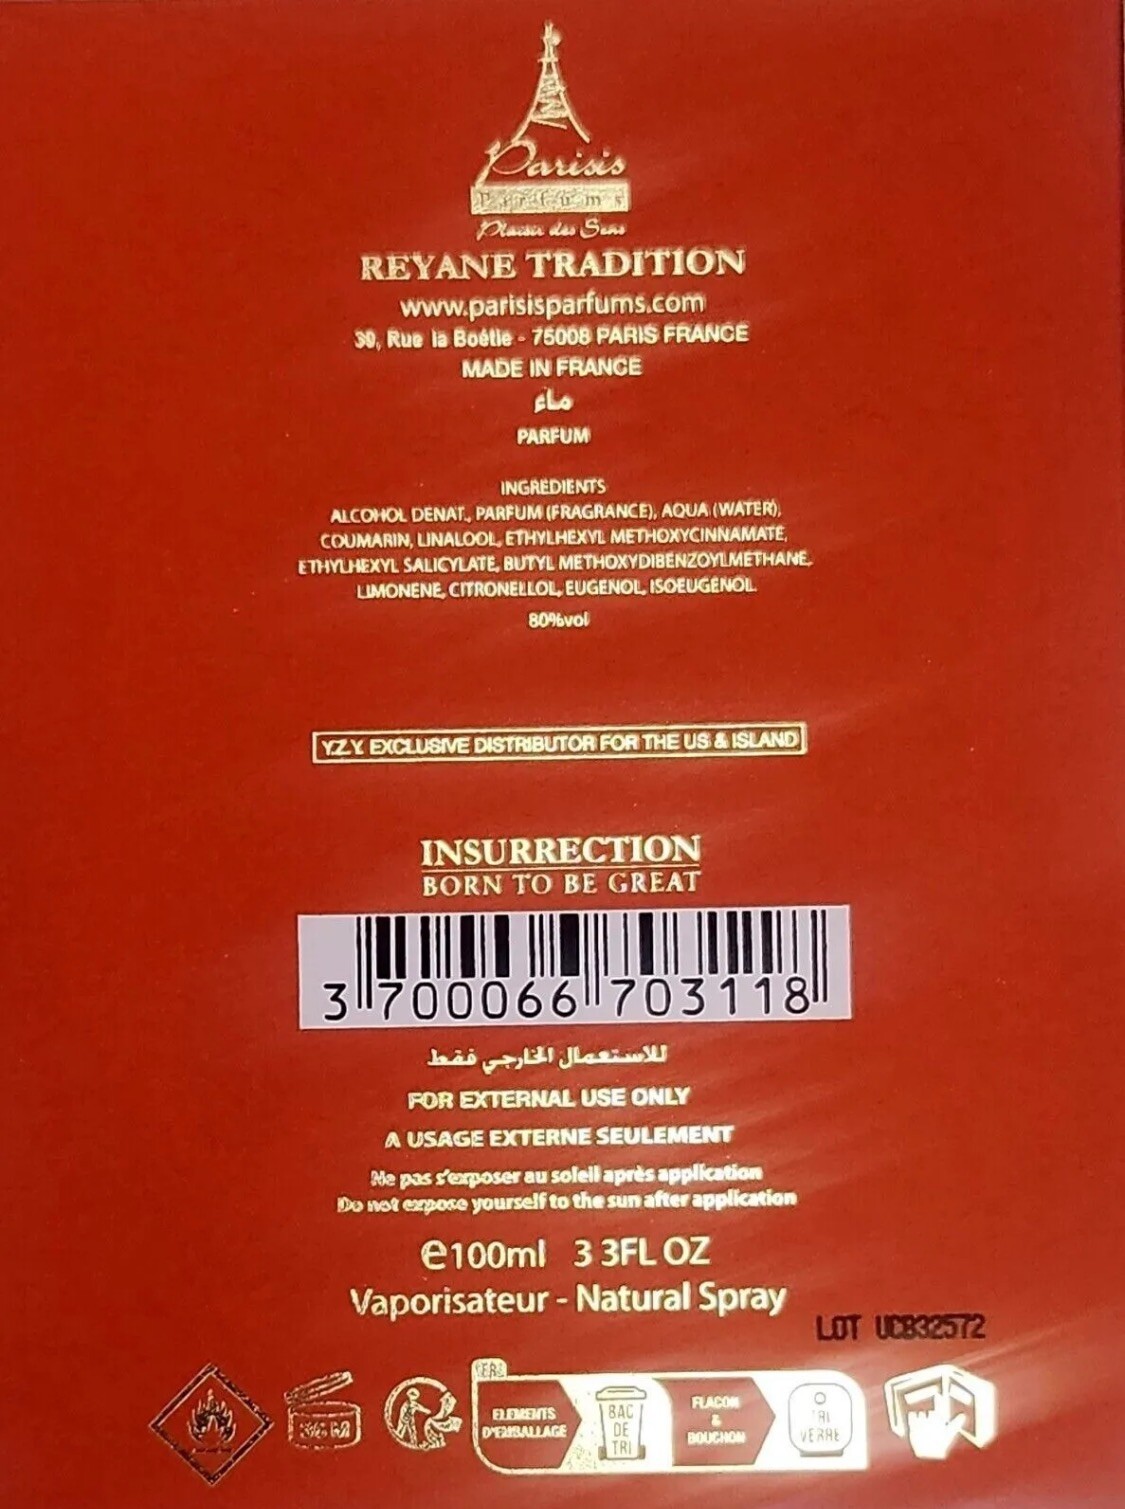 Parisis
Parfums
Plaisir des Sens
REYANE TRADITION
www.parisisparfums.com
39, Rue la Boétie - 75008 PARIS FRANCE
MADE IN FRANCE
ماء
PARFUM
INGREDIENTS
ALCOHOL DENAT., PARFUM (FRAGRANCE), AQUA (WATER),
COUMARIN, LINALOOL, ETHYLHEXYL METHOXYCINNAMATE,
ETHYLHEXYL SALICYLATE, BUTYL METHOXYDIBENZOYLMETHANE,
LIMONENE, CITRONELLOL, EUGENOL, ISOEUGENOL.
80%vol
Y.Z.Y. EXCLUSIVE DISTRIBUTOR FOR THE US & ISLAND
INSURRECTION
BORN TO BE GREAT
3 700066 703118
للاستعمال الخارجي فقط
FOR EXTERNAL USE ONLY
A USAGE EXTERNE SEULEMENT
Ne pas s'exposer au soleil après application
Do not expose yourself to the sun after application
e100ml 3 3FL OZ
Vaporisateur - Natural Spray
LOT UCB32572
36 M
FR
ELEMENTS
D'EMBALLAGE
BAC
DE
TRI
FLACON
&
BOUCHON
TRI
VERRE